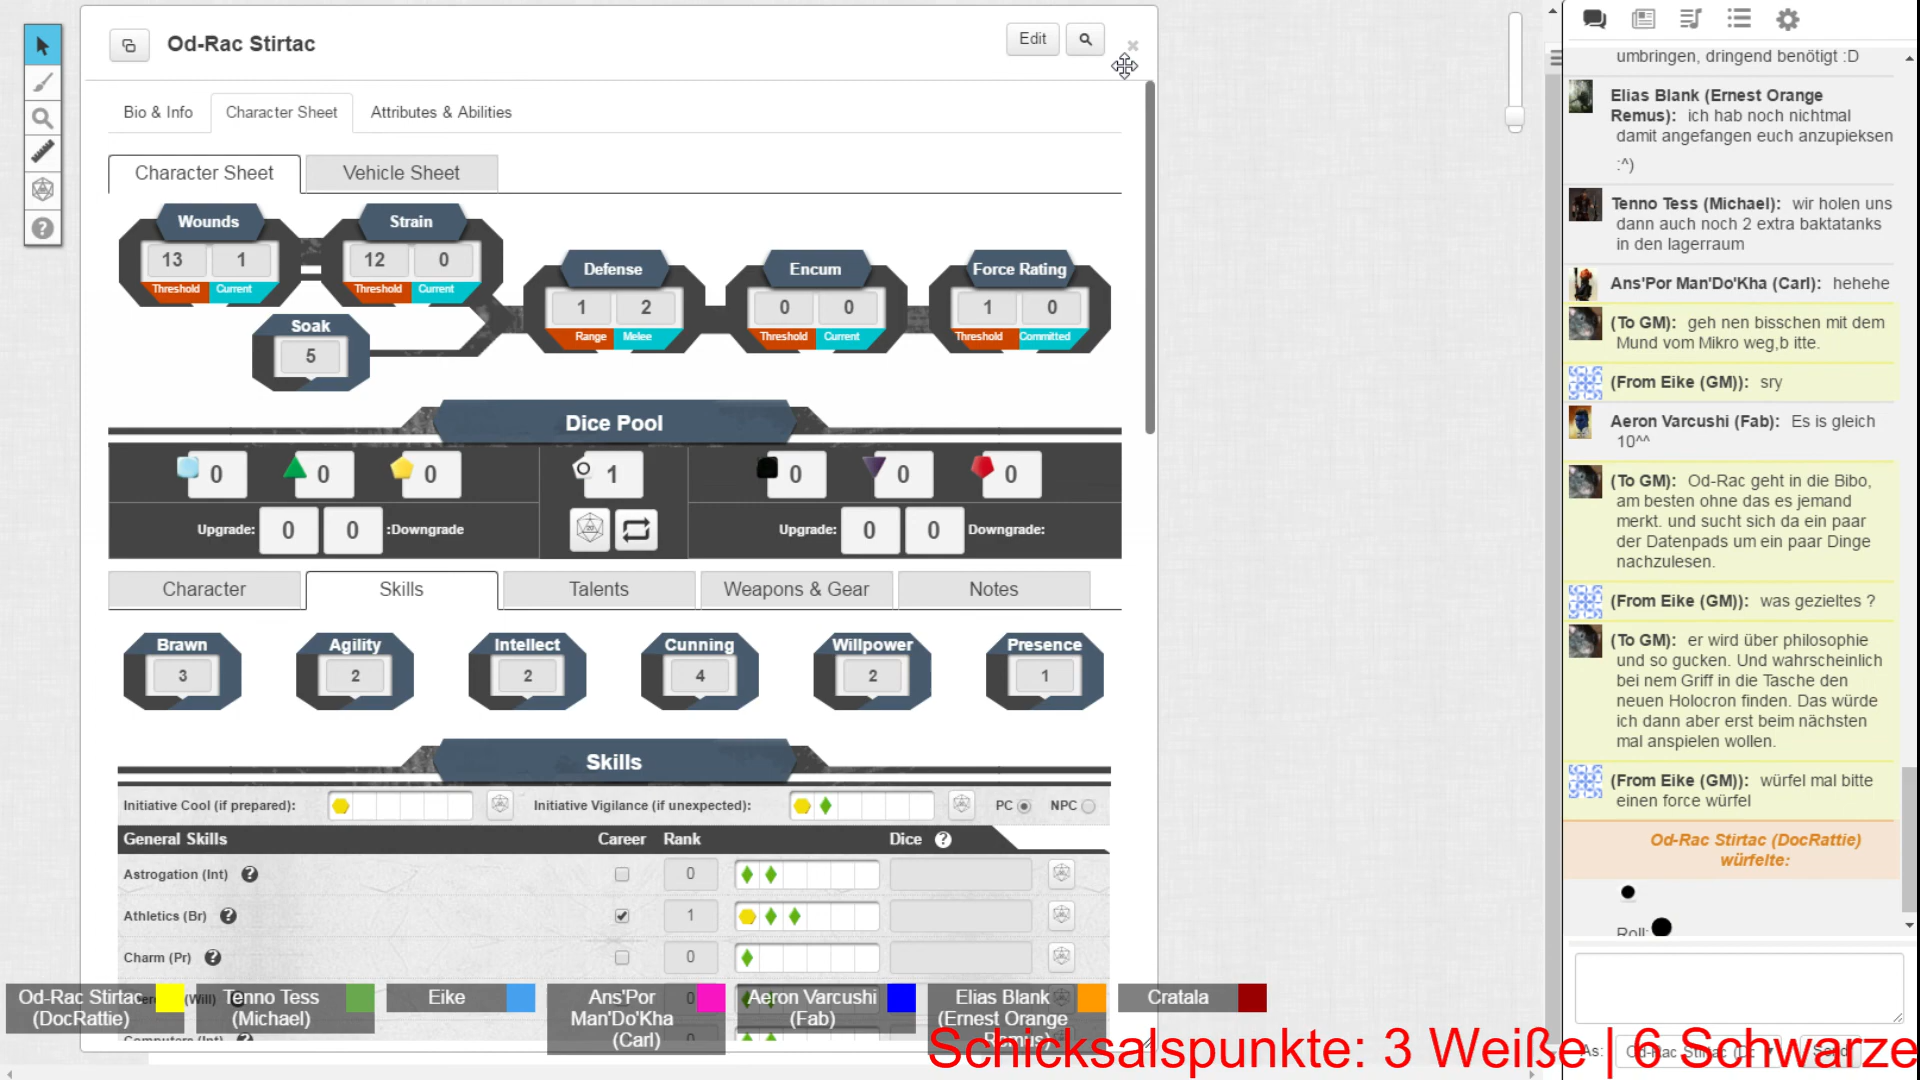 Od-Rac Stirtac
Edit
Bio & Info
Character Sheet
Attributes & Abilities
Character Sheet
Vehicle Sheet
Wounds
13
1
Threshold
Current
Strain
12
0
Threshold
Current
Soak
5
Defense
1
2
Range
Melee
Encum
0
0
Threshold
Current
Force Rating
1
0
Threshold
Committed
Dice Pool
0
0
0
1
0
0
0
Upgrade:
0
0
:Downgrade
Upgrade:
0
0
Downgrade:
Character
Skills
Talents
Weapons & Gear
Notes
Brawn
3
Agility
2
Intellect
2
Cunning
4
Willpower
2
Presence
1
Skills
Initiative Cool (if prepared):
Initiative Vigilance (if unexpected):
PC
NPC
General Skills
Career
Rank
Dice
Astrogation (Int)
0
Athletics (Br)
1
Charm (Pr)
0
(Will)
0
Computers (Int)
0
umbringen, dringend benötigt :D
Elias Blank (Ernest Orange
Remus): ich hab noch nichtmal
damit angefangen euch anzupieksen
:^)
Tenno Tess (Michael): wir holen uns
dann auch noch 2 extra baktatanks
in den lagerraum
Ans'Por Man'Do'Kha (Carl): hehehe
(To GM): geh nen bisschen mit dem
Mund vom Mikro weg,b itte.
(From Eike (GM)): sry
Aeron Varcushi (Fab): Es is gleich
10^^
(To GM): Od-Rac geht in die Bibo,
am besten ohne das es jemand
merkt. und sucht sich da ein paar
der Datenpads um ein paar Dinge
nachzulesen.
(From Eike (GM)): was gezieltes ?
(To GM): er wird über philosophie
und so gucken. Und wahrscheinlich
bei nem Griff in die Tasche den
neuen Holocron finden. Das würde
ich dann aber erst beim nächsten
mal anspielen wollen.
(From Eike (GM)): würfel mal bitte
einen force würfel
Od-Rac Stirtac (DocRattie)
würfelte:
Roll:
As:
Od-Rac Stirtac (D
Send
Od-Rac Stirtac
(DocRattie)
Tenno Tess
(Michael)
Eike
Ans'Por
Man'Do'Kha
(Carl)
Aeron Varcushi
(Fab)
Elias Blank
(Ernest Orange
Remus)
Cratala
Schicksalspunkte: 3 Weiße | 6 Schwarze